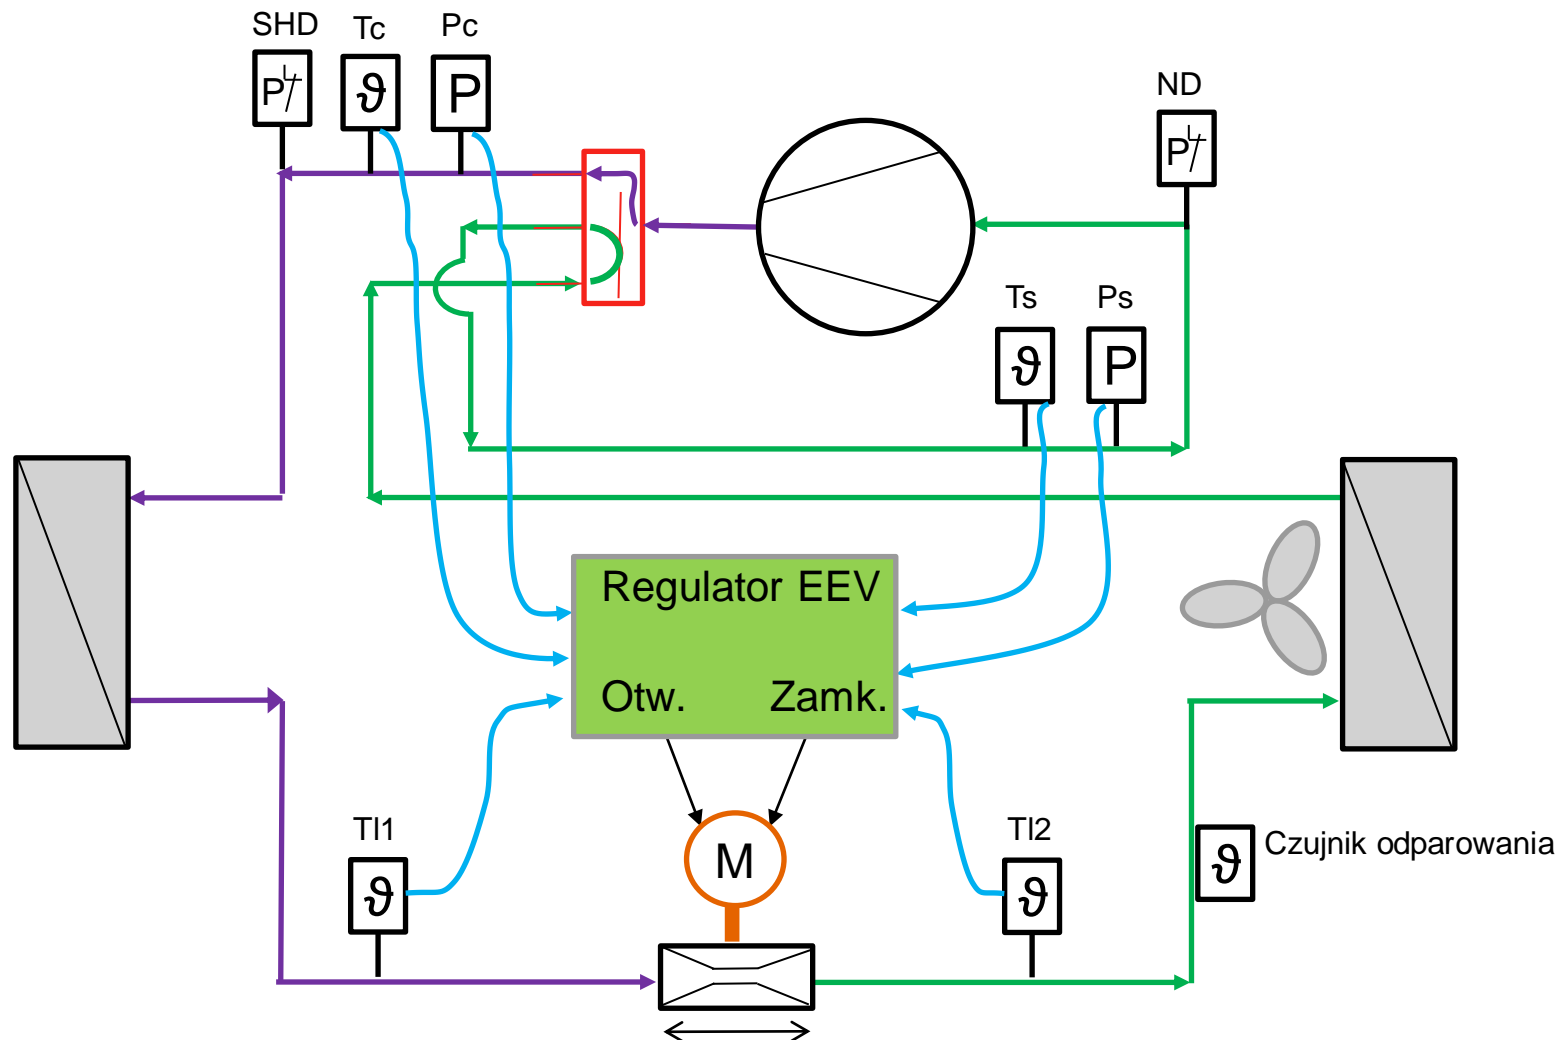 SHD
Tc
Pc
P
ϑ
P
ND
P
Ts
Ps
ϑ
P
Regulator EEV
Otw. Zamk.
Tl1
M
Tl2
ϑ
ϑ
ϑ
Czujnik odparowania